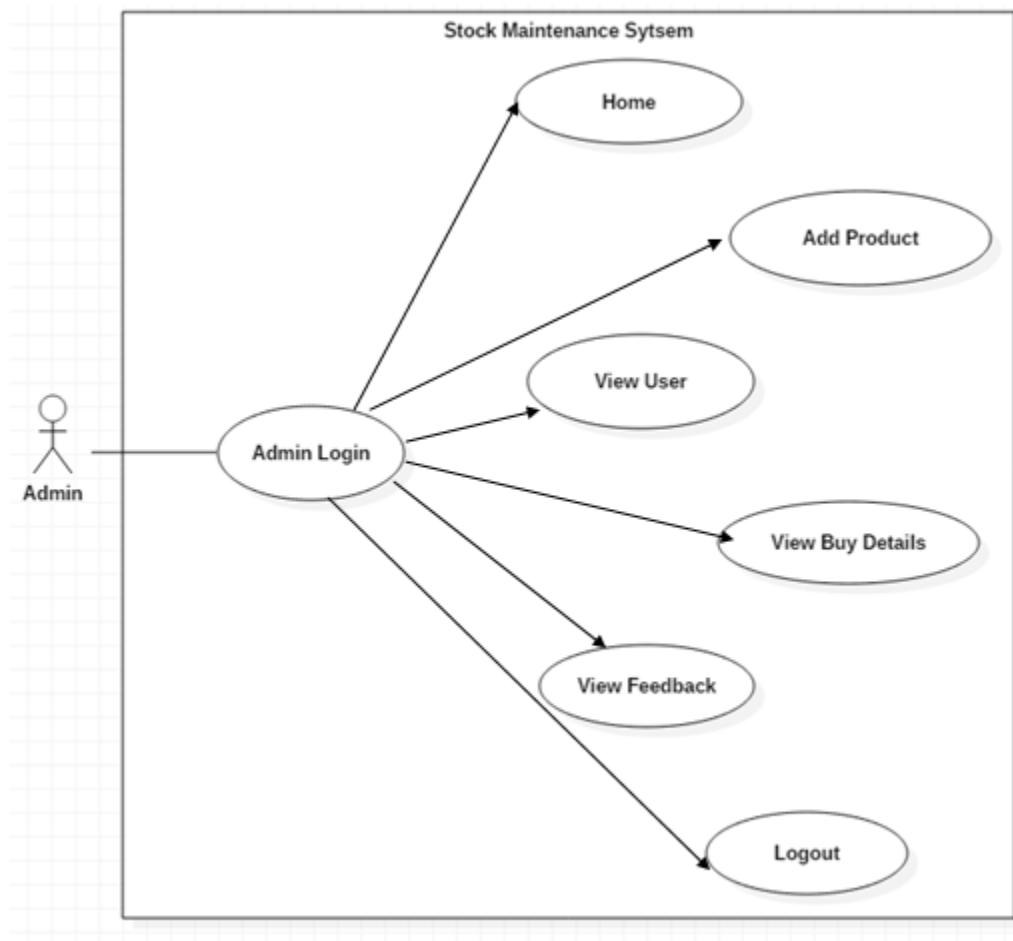 Stock Maintenance Sytsem
Home
Add Product
View User
Admin Login
Admin
View Buy Details
View Feedback
Logout